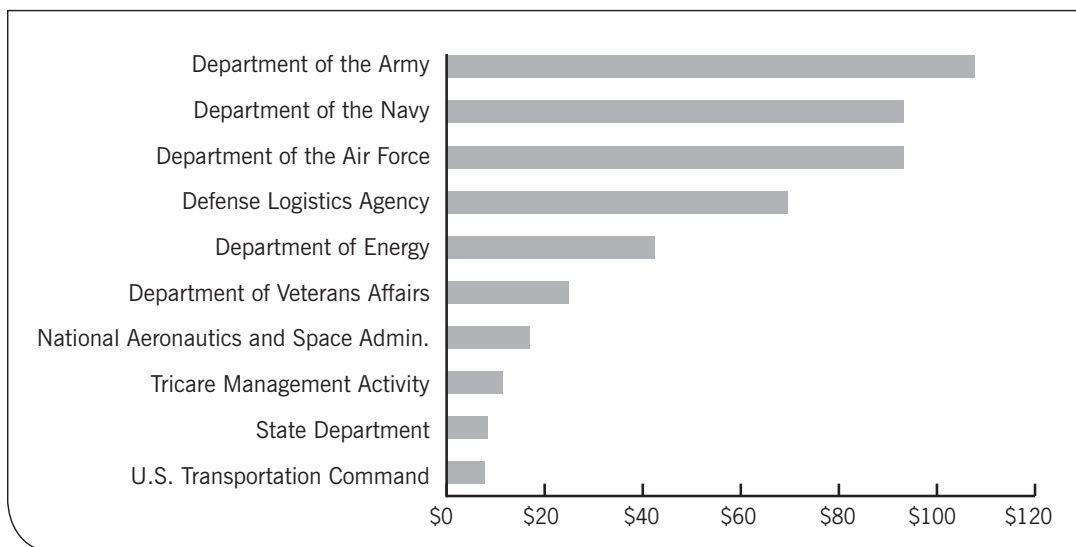 Department of the Army
Department of the Navy
Department of the Air Force
Defense Logistics Agency
Department of Energy
Department of Veterans Affairs
National Aeronautics and Space Admin.
Tricare Management Activity
State Department
U.S. Transportation Command
$0 $20 $40 $60 $80 $100 $120